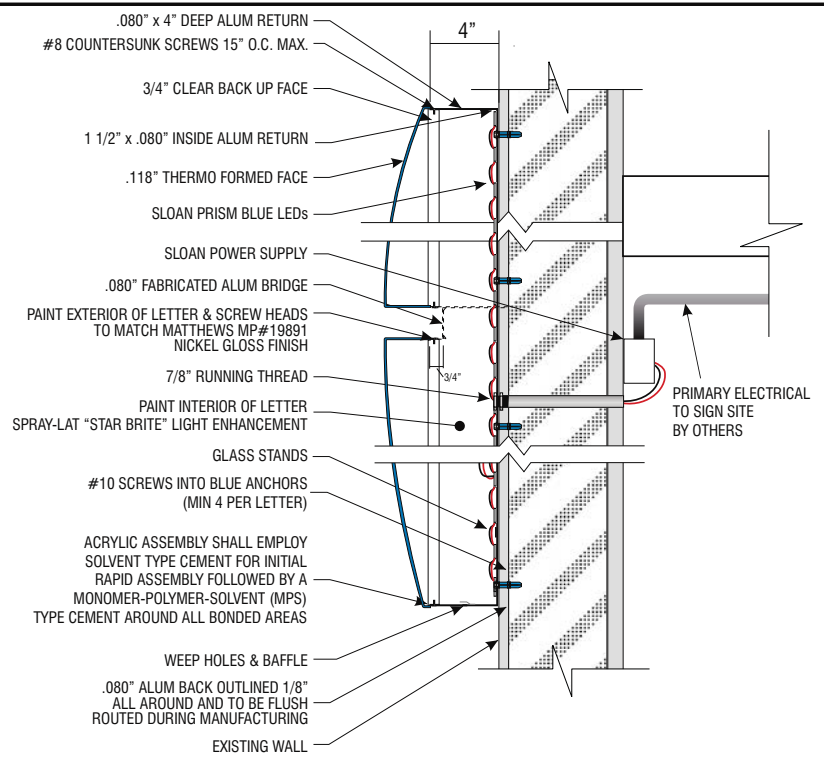 .080” x 4” DEEP ALUM RETURN
#8 COUNTERSUNK SCREWS 15” O.C. MAX.
4”
3/4” CLEAR BACK UP FACE
1 1/2” x .080” INSIDE ALUM RETURN
.118” THERMO FORMED FACE
SLOAN PRISM BLUE LEDs
SLOAN POWER SUPPLY
.080” FABRICATED ALUM BRIDGE
PAINT EXTERIOR OF LETTER & SCREW HEADS
TO MATCH MATTHEWS MP#19891
NICKEL GLOSS FINISH
3/4”
7/8” RUNNING THREAD
PAINT INTERIOR OF LETTER
SPRAY-LAT “STAR BRITE” LIGHT ENHANCEMENT
PRIMARY ELECTRICAL
TO SIGN SITE
BY OTHERS
GLASS STANDS
#10 SCREWS INTO BLUE ANCHORS
(MIN 4 PER LETTER)
ACRYLIC ASSEMBLY SHALL EMPLOY
SOLVENT TYPE CEMENT FOR INITIAL
RAPID ASSEMBLY FOLLOWED BY A
MONOMER-POLYMER-SOLVENT (MPS)
TYPE CEMENT AROUND ALL BONDED AREAS
WEEP HOLES & BAFFLE
.080” ALUM BACK OUTLINED 1/8”
ALL AROUND AND TO BE FLUSH
ROUTED DURING MANUFACTURING
EXISTING WALL